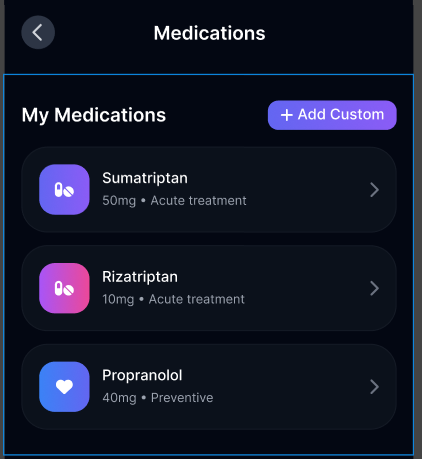 Medications
My Medications
+ Add Custom
Sumatriptan
50mg • Acute treatment
Rizatriptan
10mg • Acute treatment
Propranolol
40mg • Preventive